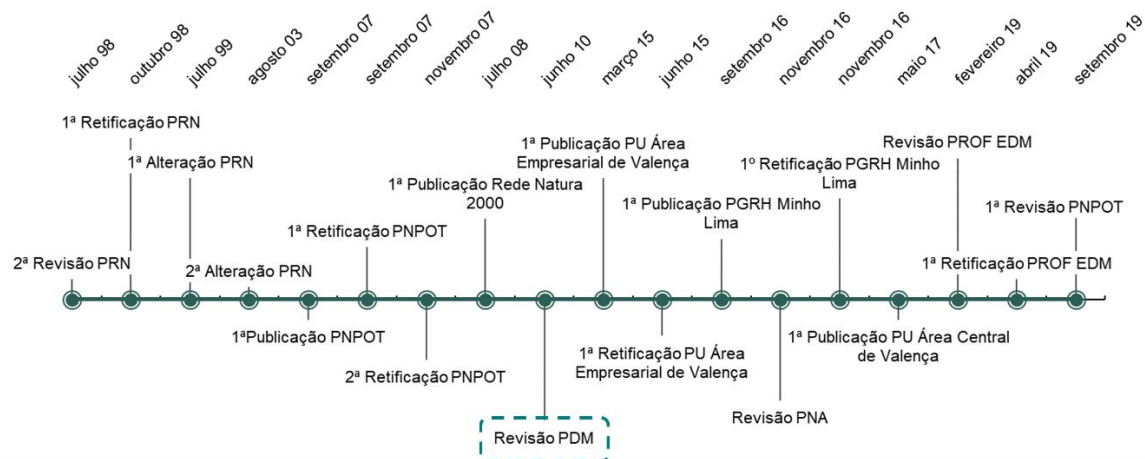 julho 98
outubro 98
julho 99
agosto 03
setembro 07
setembro 07
novembro 07
julho 08
junho 10
março 15
junho 15
setembro 16
novembro 16
novembro 16
maio 17
fevereiro 19
abril 19
setembro 19
1ª Retificação PRN
1ª Alteração PRN
1ª Publicação PU Área
Empresarial de Valença
Revisão PROF EDM
1º Retificação PGRH Minho
Lima
1ª Publicação Rede Natura
2000
1ª Publicação PGRH Minho
Lima
1ª Revisão PNPOT
1ª Retificação PNPOT
2ª Revisão PRN
2ª Alteração PRN
1ª Retificação PROF EDM
1ªPublicação PNPOT
1ª Publicação PU Área Central
de Valença
1ª Retificação PU Área
Empresarial de Valença
2ª Retificação PNPOT
Revisão PNA
Revisão PDM